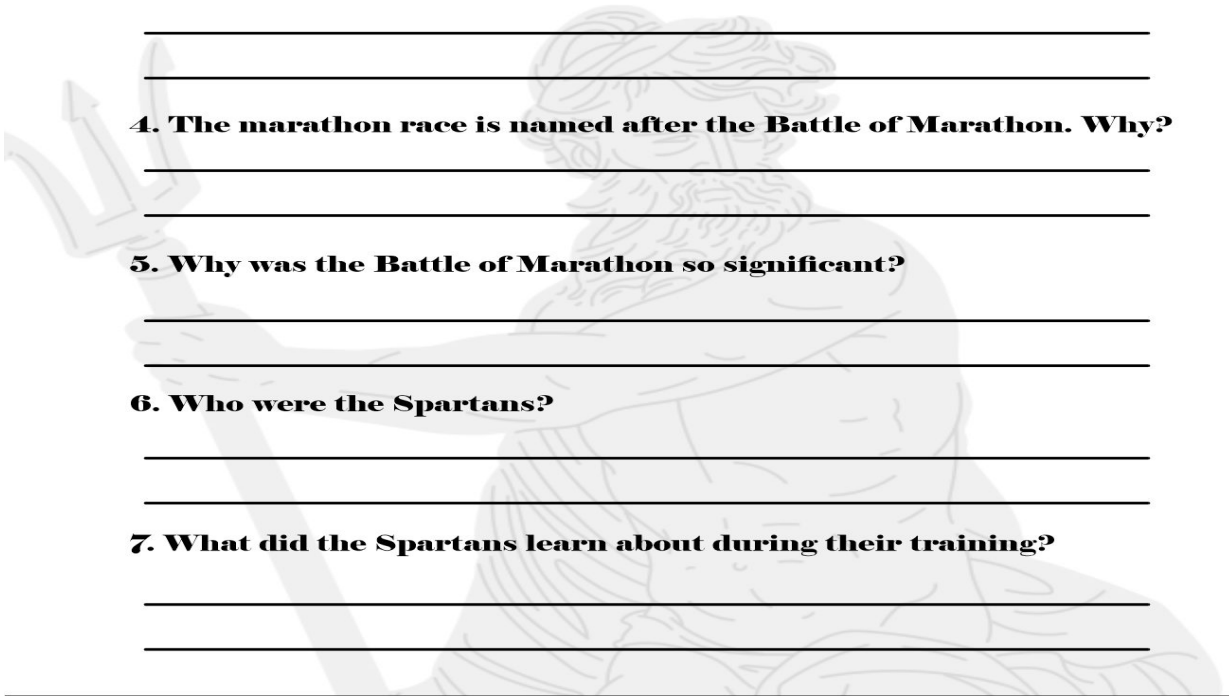 4. The marathon race is named after the Battle of Marathon. Why?
5. Why was the Battle of Marathon so significant?
6. Who were the Spartans?
7. What did the Spartans learn about during their training?